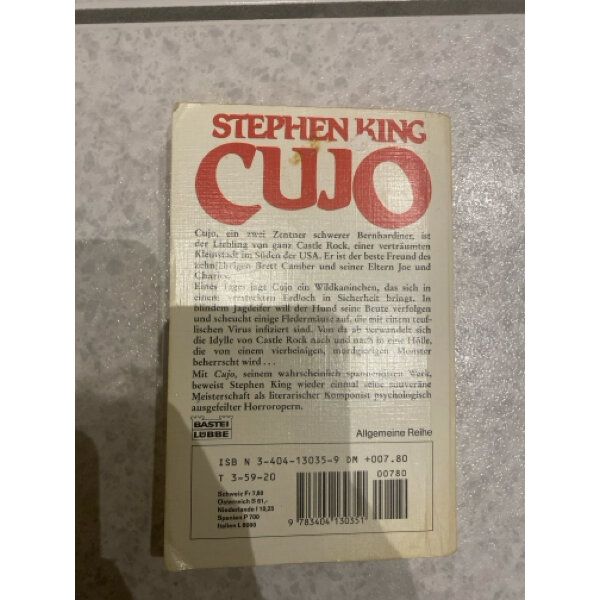 STEPHEN KING
CUJO
Cujo, ein zwei Zentner schwerer Bernhardiner, ist
der Liebling von ganz Castle Rock, einer verträumten
Kleinstadt im Süden der USA. Er ist der beste Freund des
zehnjährigen Brett Camber und seiner Eltern Joe und
Charity.
Eines Tages jagt Cujo ein Wildkaninchen, das sich in
einem versteckten Erdloch in Sicherheit bringt. In
blindem Jagdeifer will der Hund seine Beute verfolgen
und scheucht einige Fledermäuse auf, die mit einem teuf-
lischen Virus infiziert sind. Von da ab verwandelt sich
die Idylle von Castle Rock nach und nach in eine Hölle,
die von einem vierbeinigen, mordgierigen Monster
beherrscht wird . . .
Mit Cujo, seinem wahrscheinlich spannendsten Werk,
beweist Stephen King wieder einmal seine souveräne
Meisterschaft als literarischer Komponist psychologisch
ausgefeilter Horroropern.
BASTEI
LÜBBE
Allgemeine Reihe
ISB N 3-404-13035-9 DM +007.80
T 3-59-20 00780
Schweiz Fr 7,80
Österreich S 61,-
Niederlande f 10,25
Spanien P 700
Italien L 9000
9 783404 130351